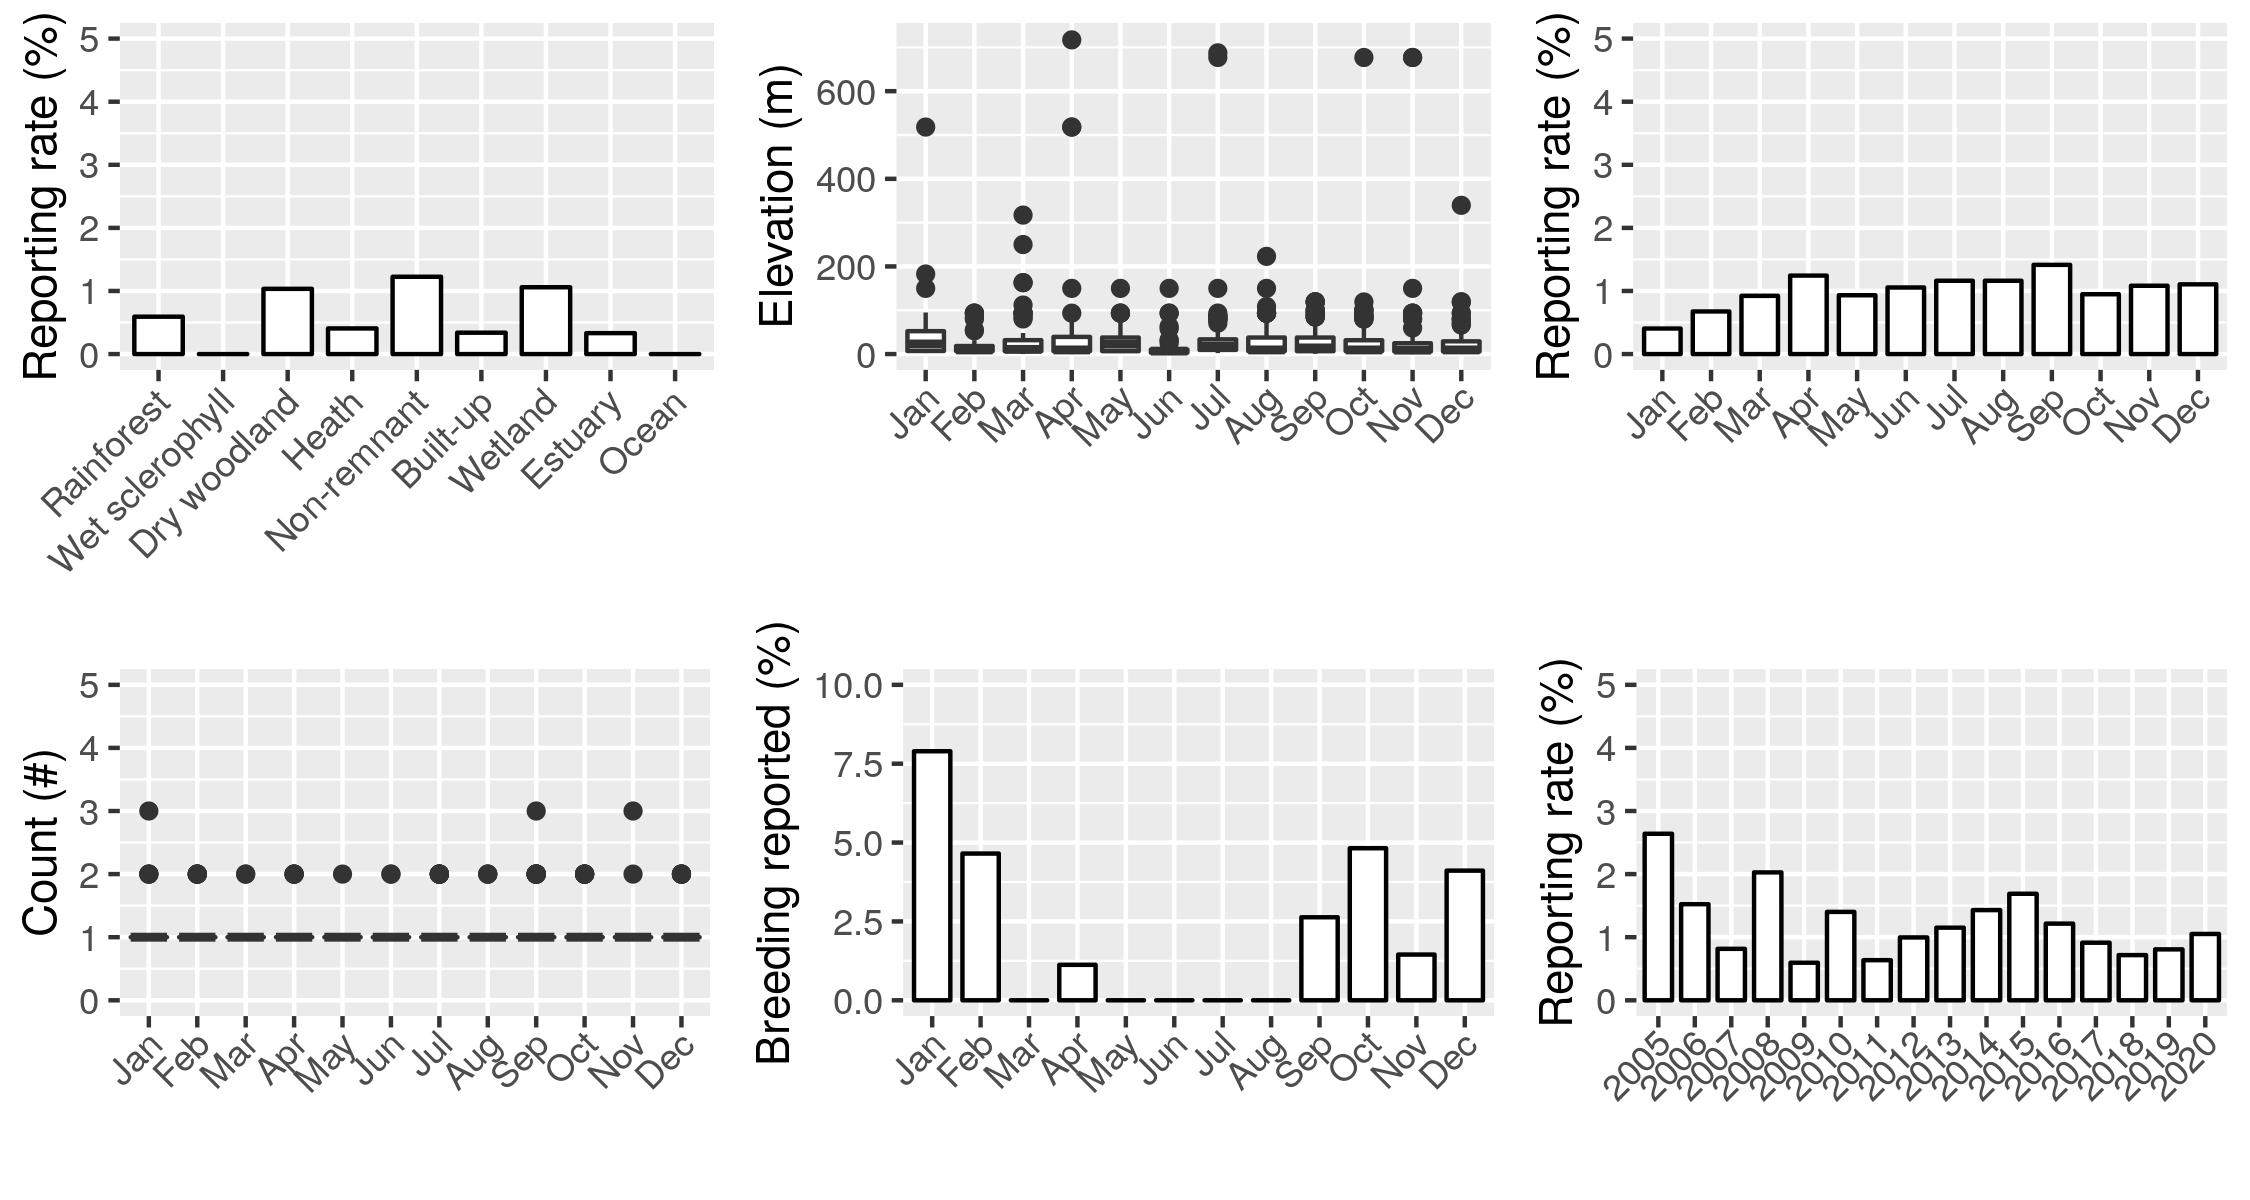 Reporting rate (%)
5
4
3
2
1
0
Rainforest
Wet sclerophyll
Dry woodland
Heath
Non-remnant
Built-up
Wetland
Estuary
Ocean
Elevation (m)
600
400
200
0
Jan
Feb
Mar
Apr
May
Jun
Jul
Aug
Sep
Oct
Nov
Dec
Reporting rate (%)
5
4
3
2
1
0
Jan
Feb
Mar
Apr
May
Jun
Jul
Aug
Sep
Oct
Nov
Dec
Count (#)
5
4
3
2
1
0
Jan
Feb
Mar
Apr
May
Jun
Jul
Aug
Sep
Oct
Nov
Dec
Breeding reported (%)
10.0
7.5
5.0
2.5
0.0
Jan
Feb
Mar
Apr
May
Jun
Jul
Aug
Sep
Oct
Nov
Dec
Reporting rate (%)
5
4
3
2
1
0
2005
2006
2007
2008
2009
2010
2011
2012
2013
2014
2015
2016
2017
2018
2019
2020